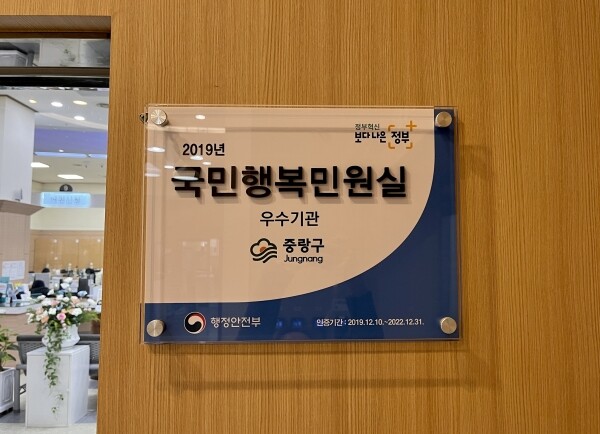 정부혁신
보다나은 정부
2019년
국민행복민원실
우수기관
중랑구
Jungnang
행정안전부
인증기간 : 2019.12.10.~2022.12.31.